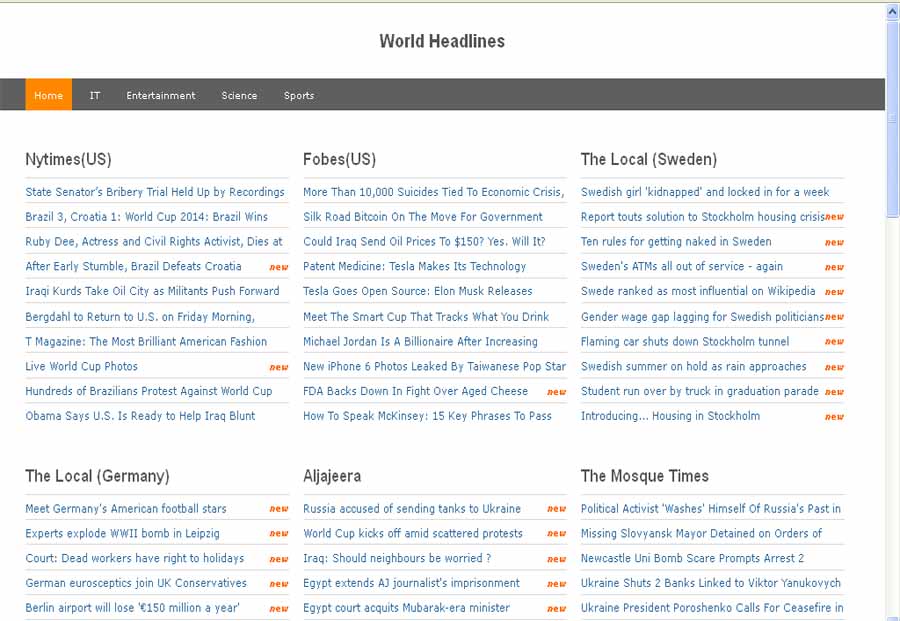 World Headlines
Home IT Entertainment Science Sports
Nytimes(US)
State Senator's Bribery Trial Held Up by Recordings
Brazil 3, Croatia 1: World Cup 2014: Brazil Wins
Ruby Dee, Actress and Civil Rights Activist, Dies at
After Early Stumble, Brazil Defeats Croatia new
Iraqi Kurds Take Oil City as Militants Push Forward
Bergdahl to Return to U.S. on Friday Morning,
T Magazine: The Most Brilliant American Fashion
Live World Cup Photos new
Hundreds of Brazilians Protest Against World Cup
Obama Says U.S. Is Ready to Help Iraq Blunt
Fobes(US)
More Than 10,000 Suicides Tied To Economic Crisis,
Silk Road Bitcoin On The Move For Government
Could Iraq Send Oil Prices To $150? Yes. Will It?
Patent Medicine: Tesla Makes Its Technology
Tesla Goes Open Source: Elon Musk Releases
Meet The Smart Cup That Tracks What You Drink
Michael Jordan Is A Billionaire After Increasing
New iPhone 6 Photos Leaked By Taiwanese Pop Star
FDA Backs Down In Fight Over Aged Cheese new
How To Speak McKinsey: 15 Key Phrases To Pass
The Local (Sweden)
Swedish girl 'kidnapped' and locked in for a week
Report touts solution to Stockholm housing crisis new
Ten rules for getting naked in Sweden new
Sweden's ATMs all out of service - again new
Swede ranked as most influential on Wikipedia new
Gender wage gap lagging for Swedish politicians new
Flaming car shuts down Stockholm tunnel new
Swedish summer on hold as rain approaches new
Student run over by truck in graduation parade new
Introducing... Housing in Stockholm new
The Local (Germany)
Meet Germany's American football stars new
Experts explode WWII bomb in Leipzig new
Court: Dead workers have right to holidays new
German eurosceptics join UK Conservatives new
Berlin airport will lose '€150 million a year' new
Aljajeera
Russia accused of sending tanks to Ukraine new
World Cup kicks off amid scattered protests new
Iraq: Should neighbours be worried ? new
Egypt extends AJ journalist's imprisonment new
Egypt court acquits Mubarak-era minister new
The Mosque Times
Political Activist 'Washes' Himself Of Russia's Past in
Missing Slovyansk Mayor Detained on Orders of
Newcastle Uni Bomb Scare Prompts Arrest 2
Ukraine Shuts 2 Banks Linked to Viktor Yanukovych
Ukraine President Poroshenko Calls For Ceasefire in